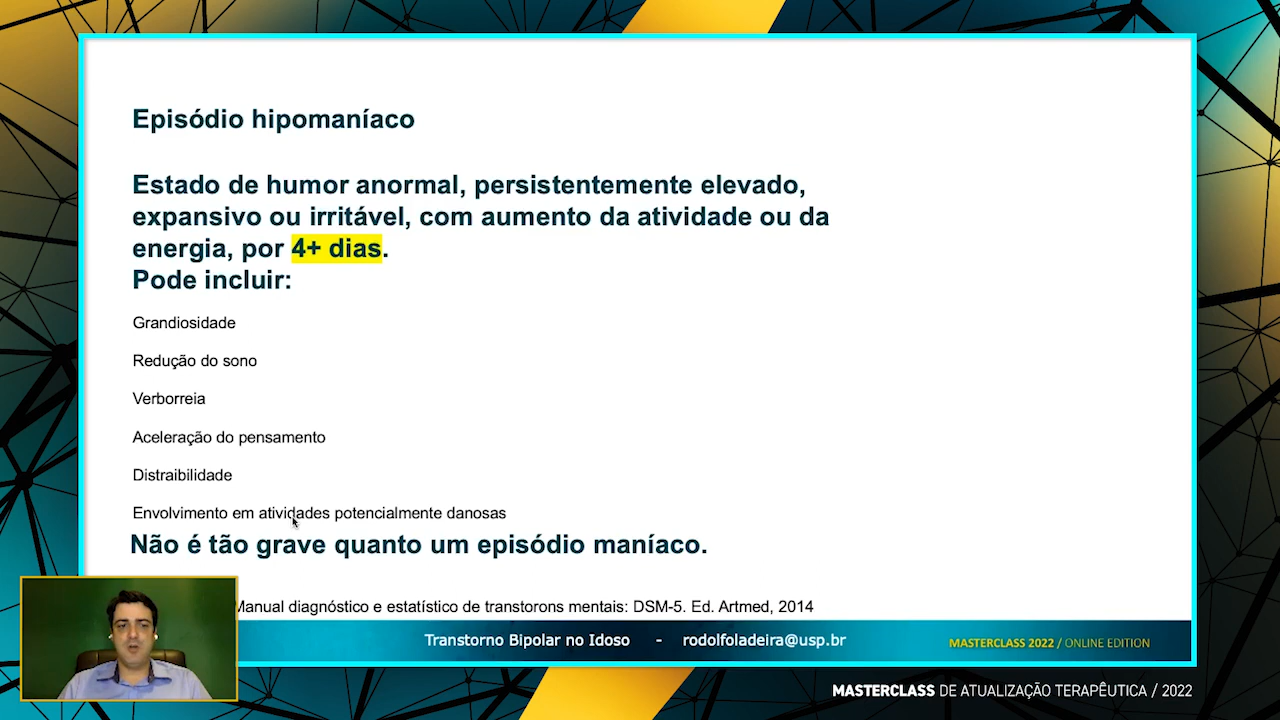 Episódio hipomaníaco
Estado de humor anormal, persistentemente elevado,
expansivo ou irritável, com aumento da atividade ou da
energia, por 4+ dias.
Pode incluir:
Grandiosidade
Redução do sono
Verborreia
Aceleração do pensamento
Distraibilidade
Envolvimento em atividades potencialmente danosas
Não é tão grave quanto um episódio maníaco.
Manual diagnóstico e estatístico de transtorons mentais: DSM-5. Ed. Artmed, 2014
Transtorno Bipolar no Idoso - rodolfoladeira@usp.br
MASTERCLASS 2022 / ONLINE EDITION
MASTERCLASS DE ATUALIZAÇÃO TERAPÊUTICA / 2022